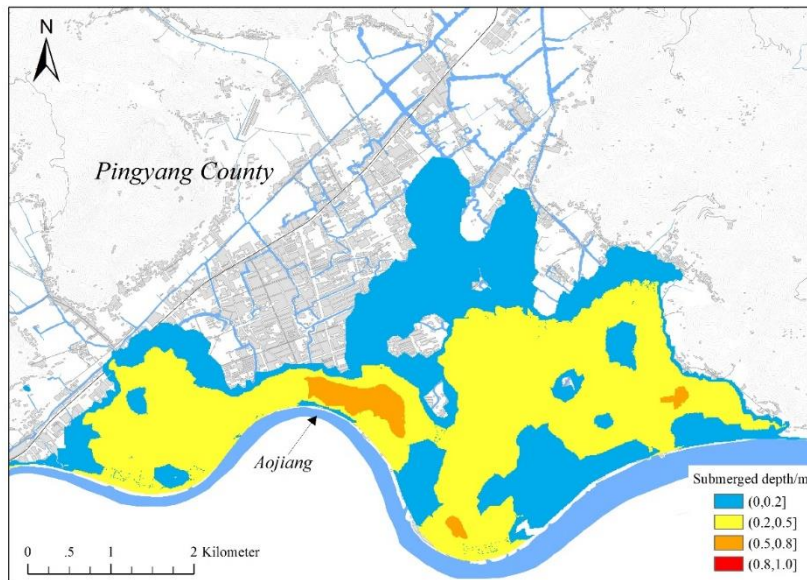 N
Pingyang County
Aojiang
Submerged depth/m
(0,0.2]
(0.2,0.5]
(0.5,0.8]
(0.8,1.0]
0 .5 1 2 Kilometer